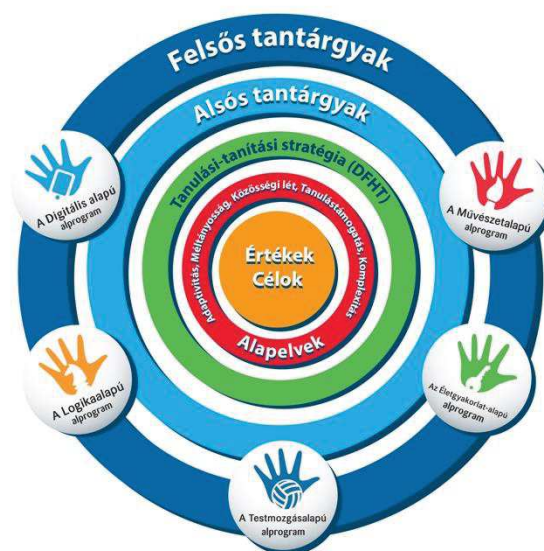 Felsős tantárgyak
Alsós tantárgyak
Tanulási-tanítási stratégia (DFHT)
Adaptivitás, Méltányosság, Közösségi lét, Tanulástámogatás, Komplexitás
Értékek
Célok
Alapelvek
A Digitális alapú
alprogram
A Művészetalapú
alprogram
A Logikaalapú
alprogram
Az Életgyakorlat-alapú
alprogram
A Testmozgásalapú
alprogram